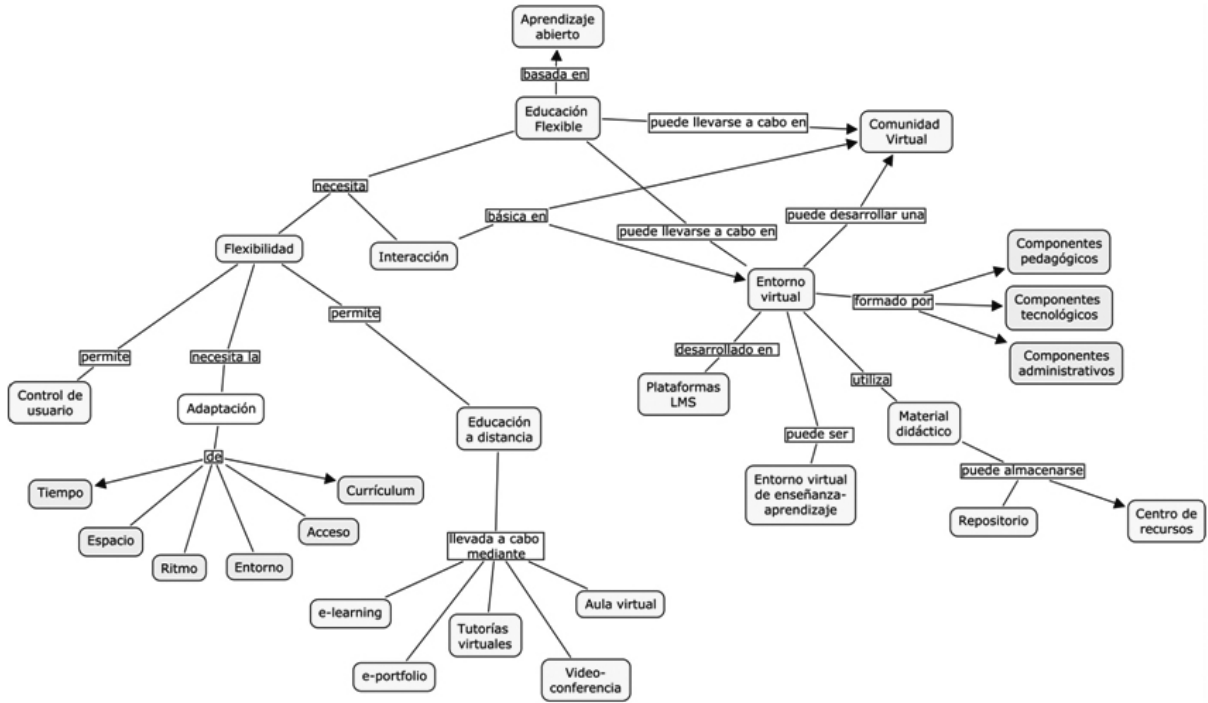 Aprendizaje
abierto
basada en
Educación
Flexible
puede llevarse a cabo en
Comunidad
Virtual
necesita
básica en
puede desarrollar una
puede llevarse a cabo en
Flexibilidad
Interacción
Componentes
pedagógicos
Entorno
virtual
formado por
Componentes
tecnológicos
Componentes
administrativos
permite
permite
necesita la
desarrollado en
utiliza
Control de
usuario
Adaptación
Plataformas
LMS
Educación
a distancia
Material
didáctico
puede ser
de
puede almacenarse
Tiempo
Currículum
Entorno virtual
de enseñanza-
aprendizaje
Espacio
Acceso
Repositorio
Centro de
recursos
Ritmo
Entorno
llevada a cabo
mediante
e-learning
Aula virtual
Tutorías
virtuales
e-portfolio
Video-
conferencia